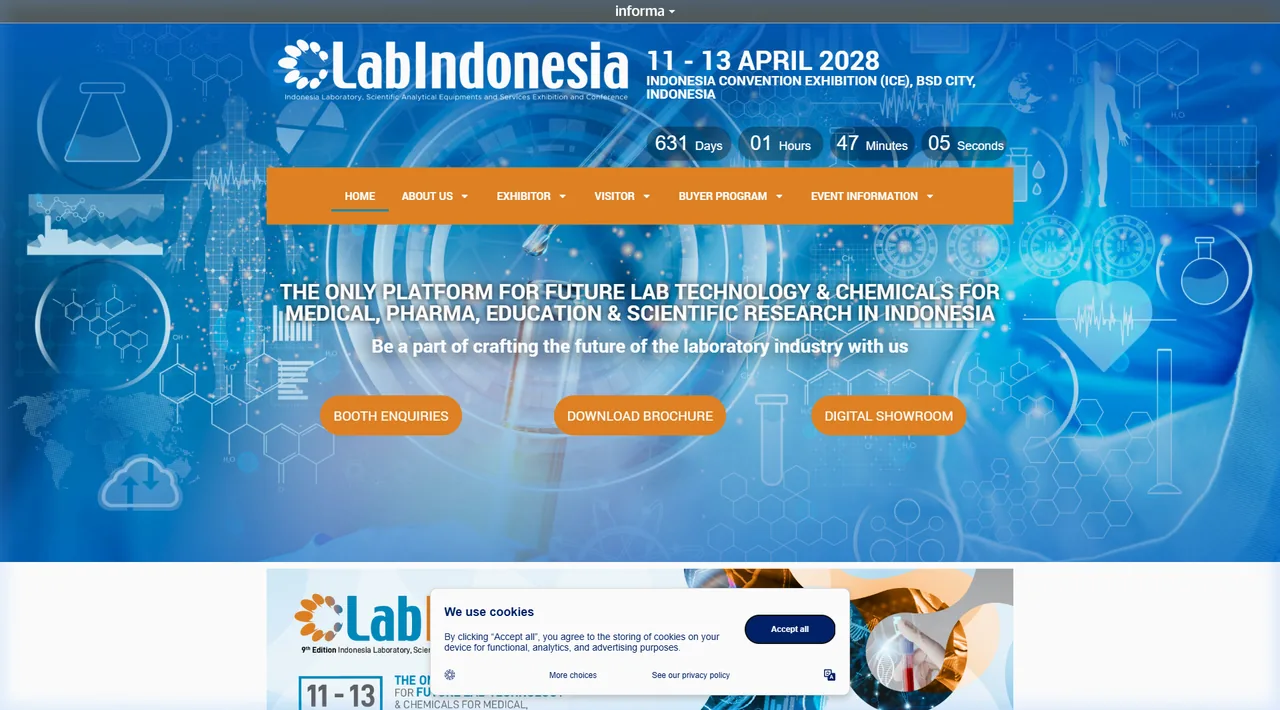 informa
LabIndonesia
Indonesia Laboratory, Scientific Analytical Equipments and Services Exhibition and Conference
11 - 13 APRIL 2028
INDONESIA CONVENTION EXHIBITION (ICE), BSD CITY,
INDONESIA
631 Days 01 Hours 47 Minutes 05 Seconds
HOME ABOUT US EXHIBITOR VISITOR BUYER PROGRAM EVENT INFORMATION
THE ONLY PLATFORM FOR FUTURE LAB TECHNOLOGY & CHEMICALS FOR
MEDICAL, PHARMA, EDUCATION & SCIENTIFIC RESEARCH IN INDONESIA
Be a part of crafting the future of the laboratory industry with us
BOOTH ENQUIRIES DOWNLOAD BROCHURE DIGITAL SHOWROOM
Lab
9th Edition Indonesia Laboratory,
11 - 13
FOR FUTURE LAB TECHNOLOGY
& CHEMICALS FOR MEDICAL,
We use cookies
By clicking “Accept all”, you agree to the storing of cookies on your
device for functional, analytics, and advertising purposes.
Accept all
More choices See our privacy policy